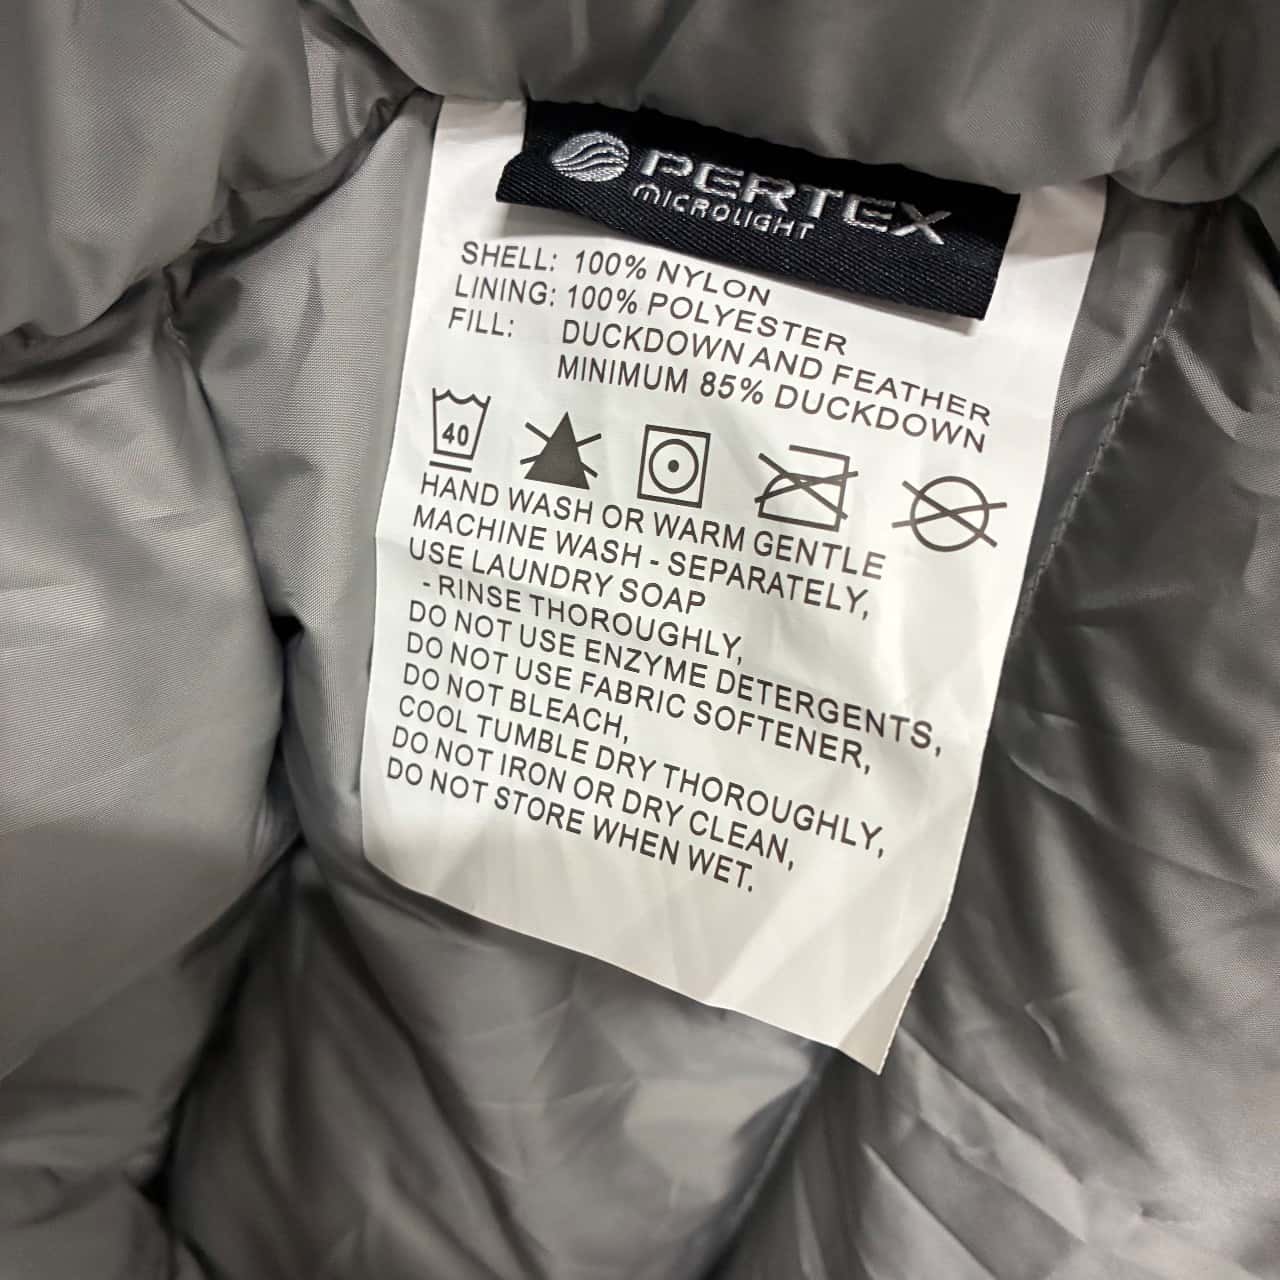 PERTEX
MICROLIGHT
SHELL: 100% NYLON
LINING: 100% POLYESTER
FILL: DUCKDOWN AND FEATHER
MINIMUM 85% DUCKDOWN
40
HAND WASH OR WARM GENTLE
MACHINE WASH - SEPARATELY,
USE LAUNDRY SOAP
- RINSE THOROUGHLY,
DO NOT USE ENZYME DETERGENTS,
DO NOT USE FABRIC SOFTENER,
DO NOT BLEACH,
COOL TUMBLE DRY THOROUGHLY,
DO NOT IRON OR DRY CLEAN,
DO NOT STORE WHEN WET.